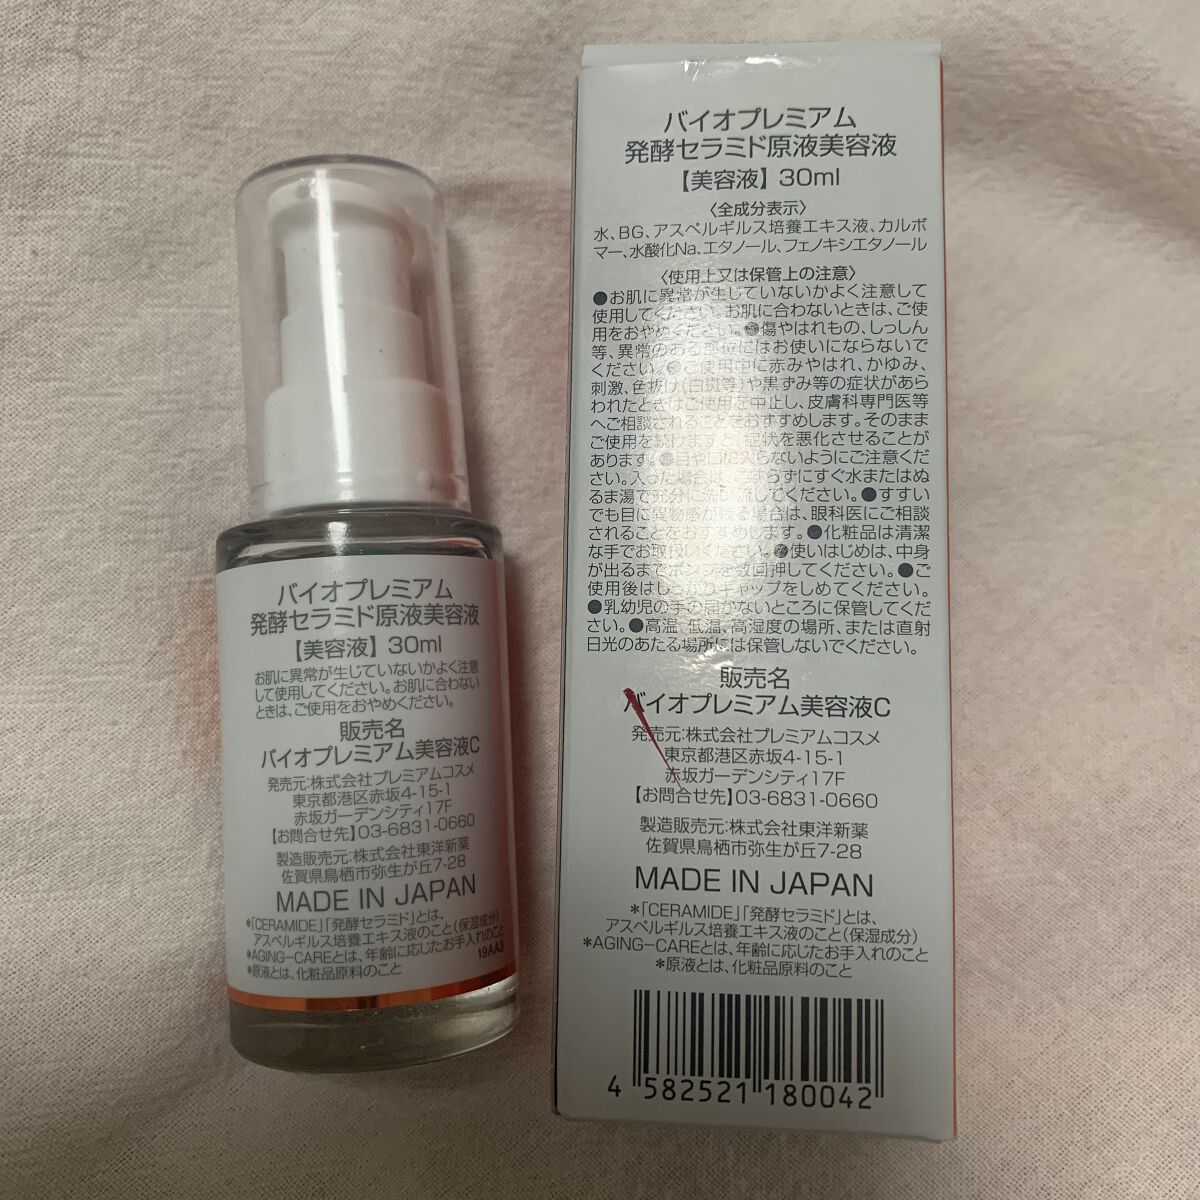 バイオプレミアム
発酵セラミド原液美容液
【美容液】30ml
お肌に異常が生じていないかよく注意
して使用してください。お肌に合わない
ときは、ご使用をおやめください。
販売名
バイオプレミアム美容液C
発売元:株式会社プレミアムコスメ
東京都港区赤坂4-15-1
赤坂ガーデンシティ17F
【お問合せ先】03-6831-0660
製造販売元:株式会社東洋新薬
佐賀県鳥栖市弥生が丘7-28
MADE IN JAPAN
*「CERAMIDE」「発酵セラミド」とは、
アスペルギルス培養エキス液のこと(保湿成分)
*AGING-CAREとは、年齢に応じたお手入れのこと
*原液とは、化粧品原料のこと
19AA3
バイオプレミアム
発酵セラミド原液美容液
【美容液】30ml
〈全成分表示〉
水、BG、アスペルギルス培養エキス液、カルボ
マー、水酸化Na、エタノール、フェノキシエタノール
〈使用上又は保管上の注意〉
●お肌に異常が生じていないかよく注意して
使用してください。お肌に合わないときは、ご使
用をおやめください。●傷やはれもの、しっしん
等、異常のある部位にはお使いにならないで
ください。●ご使用中に赤みやはれ、かゆみ、
刺激、色抜け(白斑等)や黒ずみ等の症状があら
われたときはご使用を中止し、皮膚科専門医等
へご相談されることをおすすめします。そのまま
ご使用を続けますと、症状を悪化させることが
あります。●目や口に入らないようにご注意くだ
さい。入った場合は、こすらずにすぐ水またはぬ
るま湯で充分に洗い流してください。●すすい
でも目に異物感が残る場合は、眼科医にご相談
されることをおすすめします。●化粧品は清潔
な手でお取扱いください。●使いはじめは、中身
が出るまでポンプを数回押してください。●ご
使用後はしっかりキャップをしめてください。
●乳幼児の手の届かないところに保管してくだ
さい。●高温、低温、高湿度の場所、または直射
日光のあたる場所には保管しないでください。
販売名
バイオプレミアム美容液C
発売元:株式会社プレミアムコスメ
東京都港区赤坂4-15-1
赤坂ガーデンシティ17F
【お問合せ先】03-6831-0660
製造販売元:株式会社東洋新薬
佐賀県鳥栖市弥生が丘7-28
MADE IN JAPAN
*「CERAMIDE」「発酵セラミド」とは、
アスペルギルス培養エキス液のこと(保湿成分)
*AGING-CAREとは、年齢に応じたお手入れのこと
*原液とは、化粧品原料のこと
4 582521 180042